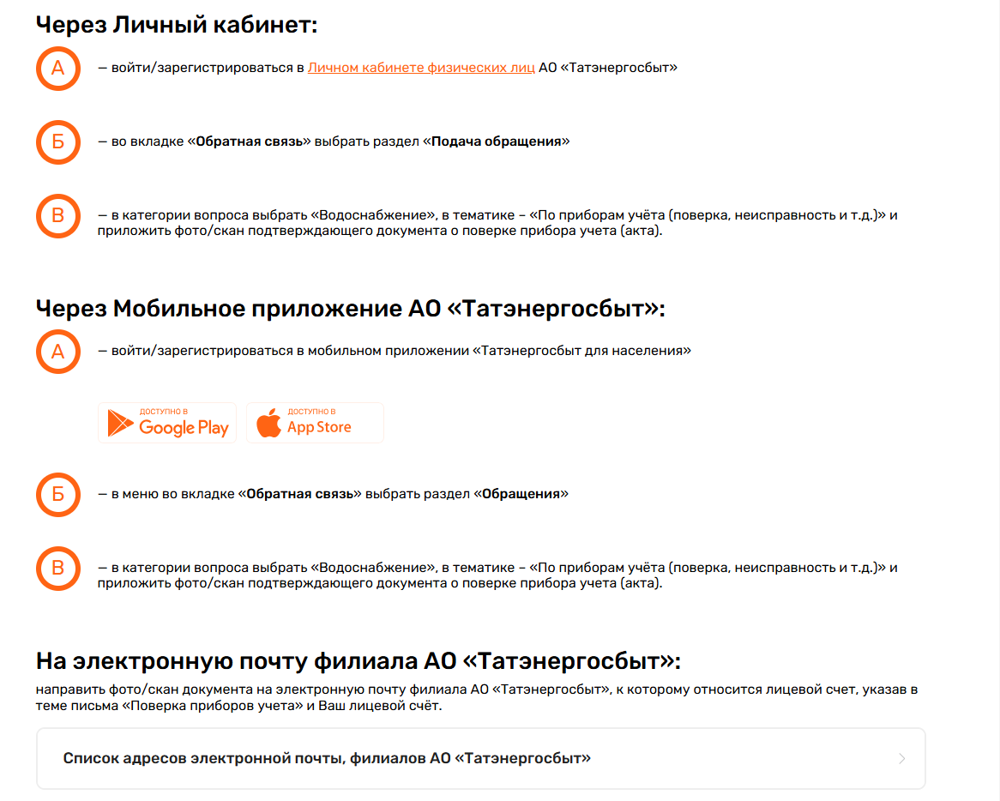 Через Личный кабинет:
А
— войти/зарегистрироваться в Личном кабинете физических лиц АО «Татэнергосбыт»
Б
— во вкладке «Обратная связь» выбрать раздел «Подача обращения»
В
— в категории вопроса выбрать «Водоснабжение», в тематике – «По приборам учёта (поверка, неисправность и т.д.)» и
приложить фото/скан подтверждающего документа о поверке прибора учета (акта).
Через Мобильное приложение АО «Татэнергосбыт»:
А
— войти/зарегистрироваться в мобильном приложении «Татэнергосбыт для населения»
ДОСТУПНО В
Google Play
ДОСТУПНО В
App Store
Б
— в меню во вкладке «Обратная связь» выбрать раздел «Обращения»
В
— в категории вопроса выбрать «Водоснабжение», в тематике – «По приборам учёта (поверка, неисправность и т.д.)» и
приложить фото/скан подтверждающего документа о поверке прибора учета (акта).
На электронную почту филиала АО «Татэнергосбыт»:
направить фото/скан документа на электронную почту филиала АО «Татэнергосбыт», к которому относится лицевой счет, указав в
теме письма «Поверка приборов учета» и Ваш лицевой счёт.
Список адресов электронной почты, филиалов АО «Татэнергосбыт»